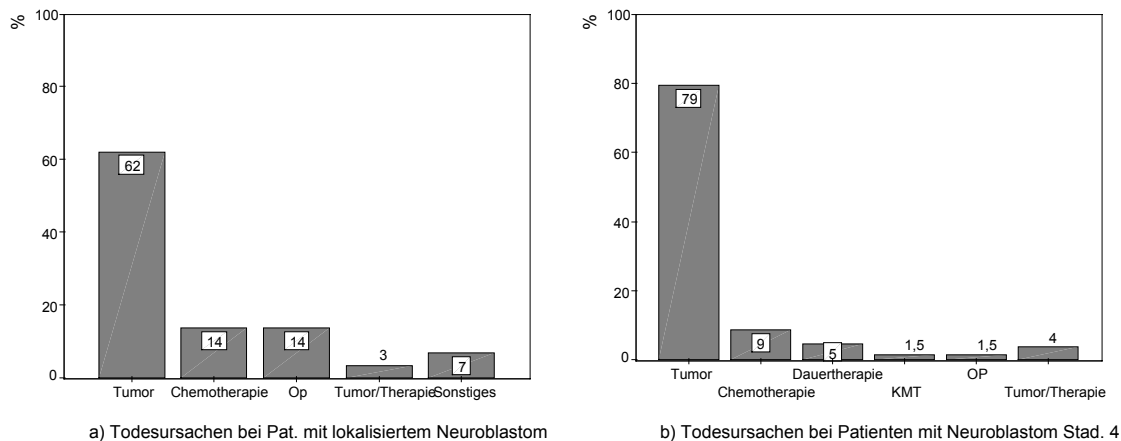 %
100
80
60
40
20
0
62
14
14
3
7
Tumor
Chemotherapie
Op
Tumor/Therapie
Sonstiges
a) Todesursachen bei Pat. mit lokalisiertem Neuroblastom
%
100
80
60
40
20
0
79
9
5
1,5
1,5
4
Tumor
Chemotherapie
Dauertherapie
KMT
OP
Tumor/Therapie
b) Todesursachen bei Patienten mit Neuroblastom Stad. 4